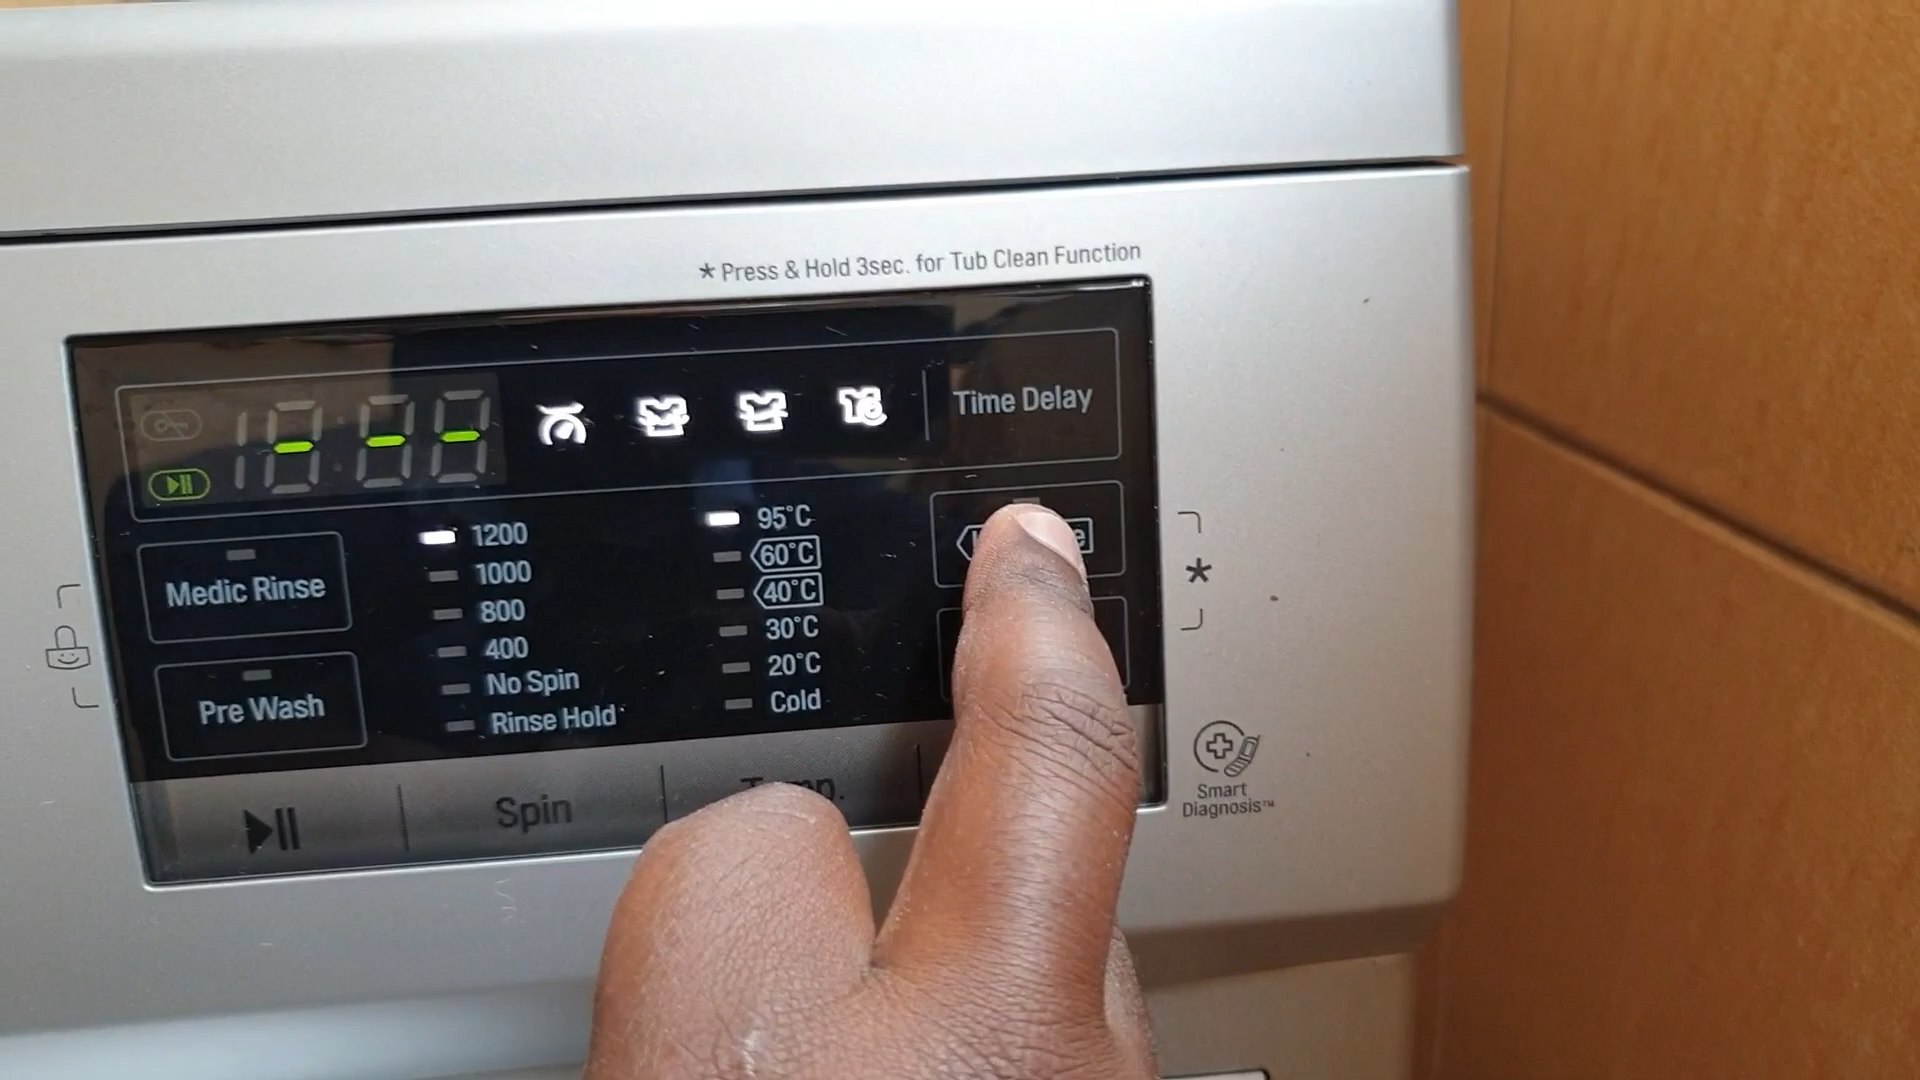 * Press & Hold 3sec. for Tub Clean Function
Time Delay
Medic Rinse
Pre Wash
1200
1000
800
400
No Spin
Rinse Hold
95°C
60°C
40°C
30°C
20°C
Cold
*
Spin
Smart
Diagnosis™